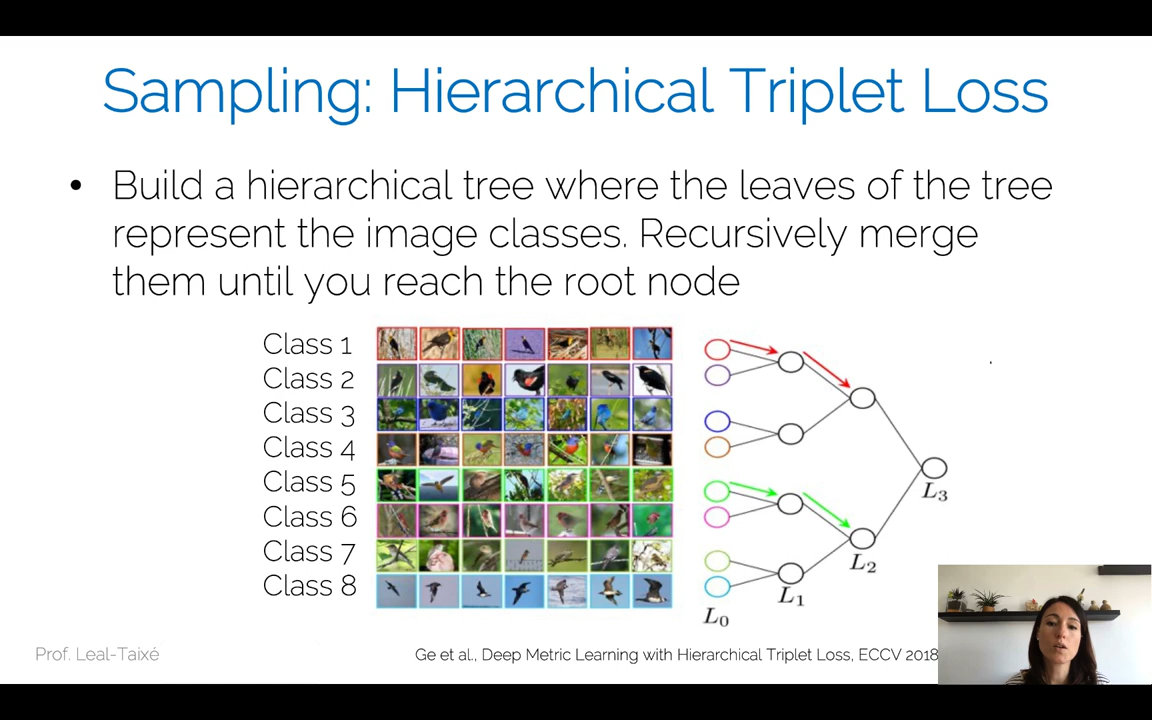 Sampling: Hierarchical Triplet Loss
• Build a hierarchical tree where the leaves of the tree
represent the image classes. Recursively merge
them until you reach the root node
Class 1
Class 2
Class 3
Class 4
Class 5
Class 6
Class 7
Class 8
L₃
L₂
L₁
L₀
Prof. Leal-Taixé
Ge et al., Deep Metric Learning with Hierarchical Triplet Loss, ECCV 2018